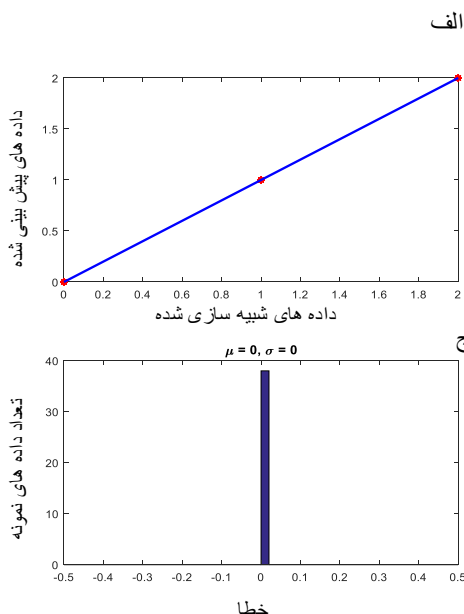 الف
داده های پیش بینی شده
2
1.5
1
0.5
0
0 0.2 0.4 0.6 0.8 1 1.2 1.4 1.6 1.8 2
داده های شبیه سازی شده
ج
μ = 0, σ = 0
تعداد داده های نمونه
40
30
20
10
0
-0.5 -0.4 -0.3 -0.2 -0.1 0 0.1 0.2 0.3 0.4 0.5
خطا